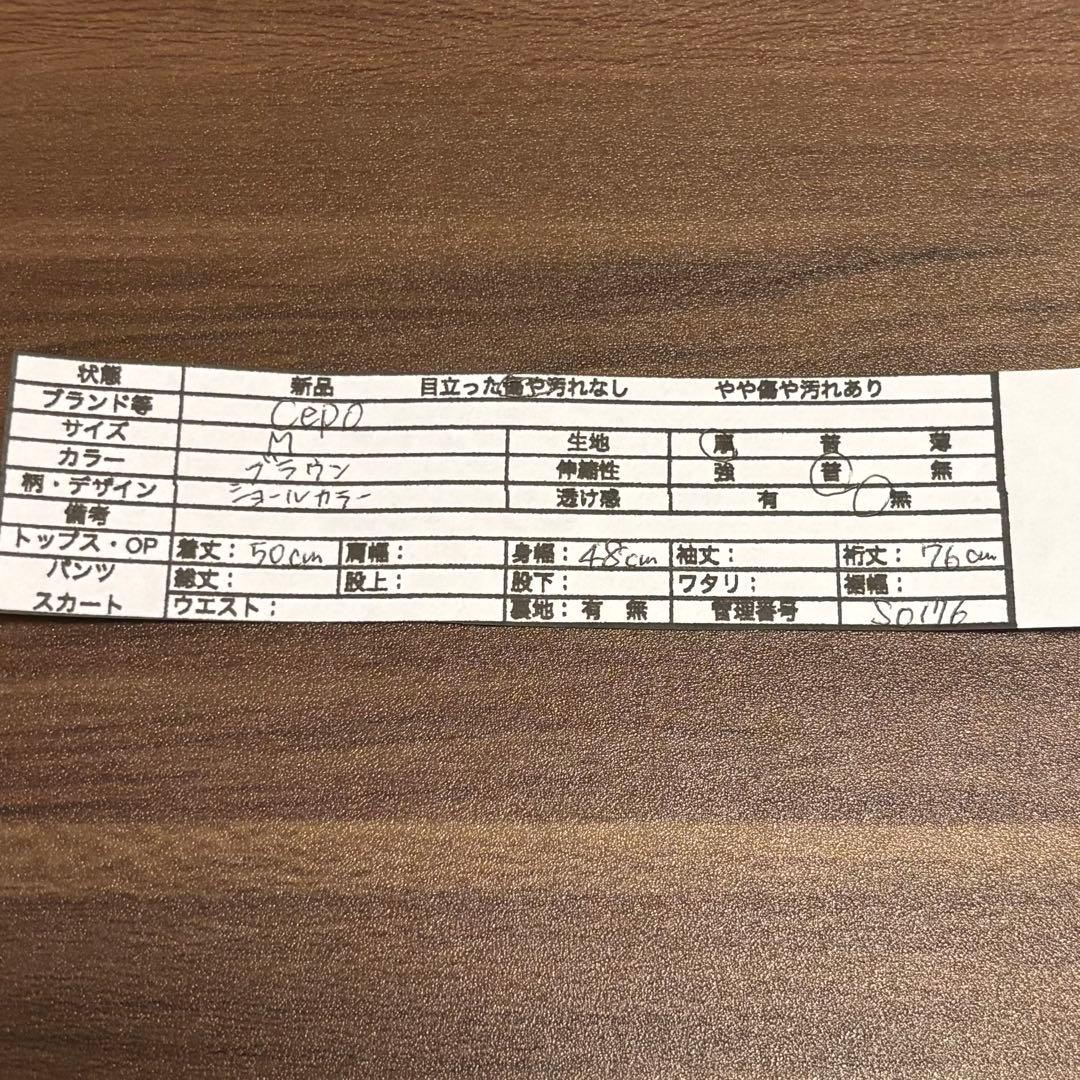 状態 新品 目立った傷や汚れなし やや傷や汚れあり
ブランド等 cepo
サイズ M 生地 厚 普 薄
カラー ブラウン 伸縮性 強 普 無
柄・デザイン ショールカラー 透け感 有 無
備考
トップス・OP 着丈: 50cm 肩幅: 身幅: 48cm 袖丈: 裄丈: 76cm
パンツ 総丈: 股上: 股下: ワタリ: 裾幅:
スカート ウエスト: 裏地: 有 無 管理番号 S0176